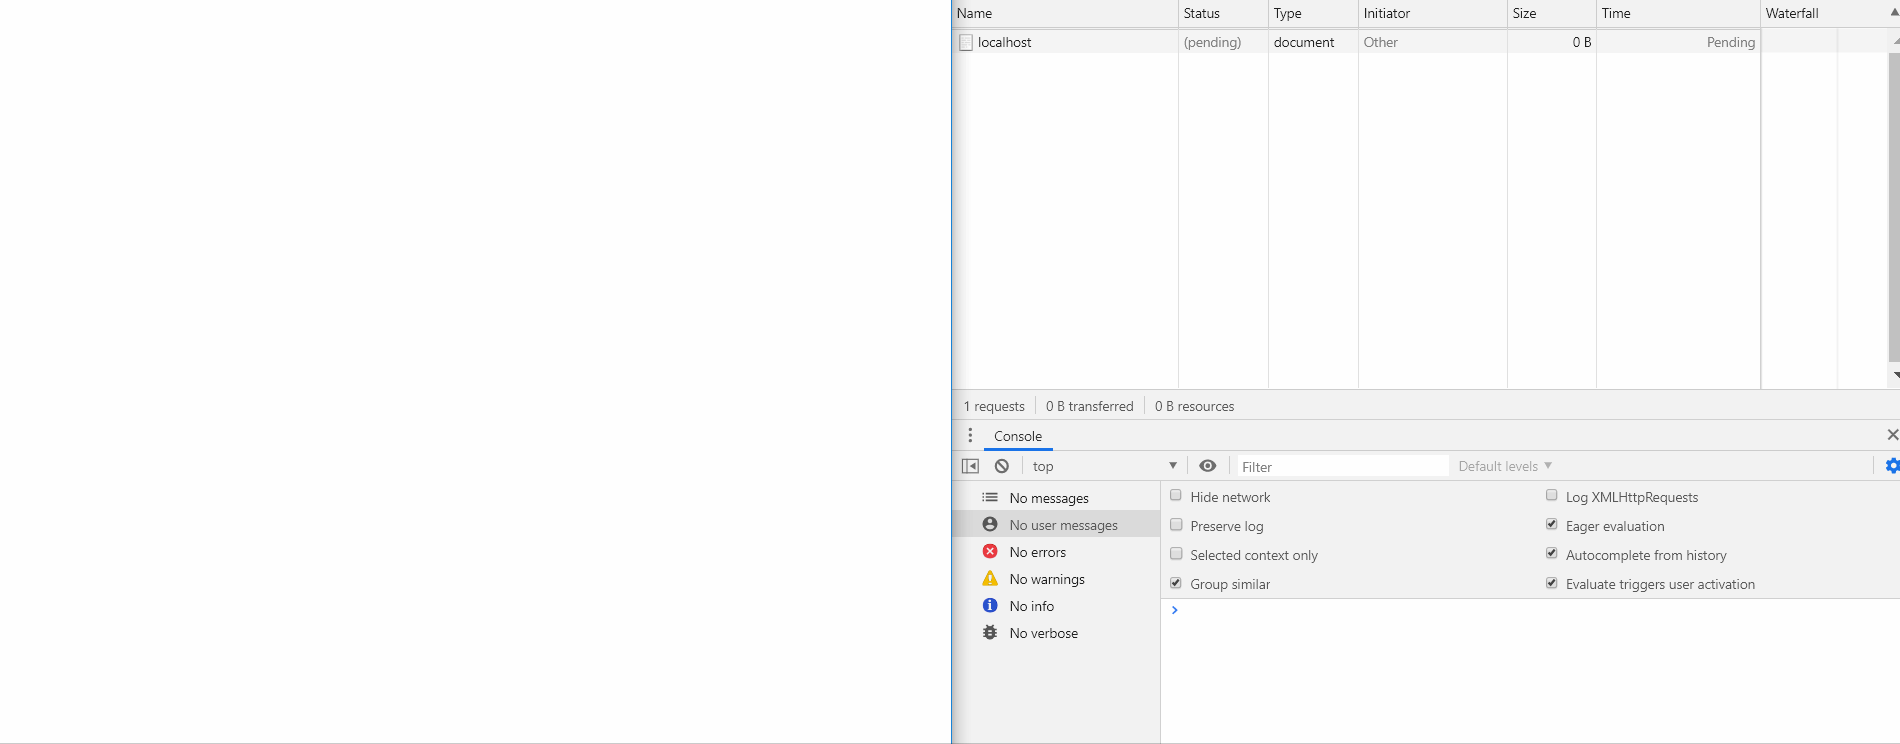 Name Status Type Initiator Size Time Waterfall
localhost (pending) document Other 0 B Pending
1 requests 0 B transferred 0 B resources
Console
top Filter Default levels
No messages
No user messages
No errors
No warnings
No info
No verbose
Hide network Log XMLHttpRequests
Preserve log Eager evaluation
Selected context only Autocomplete from history
Group similar Evaluate triggers user activation